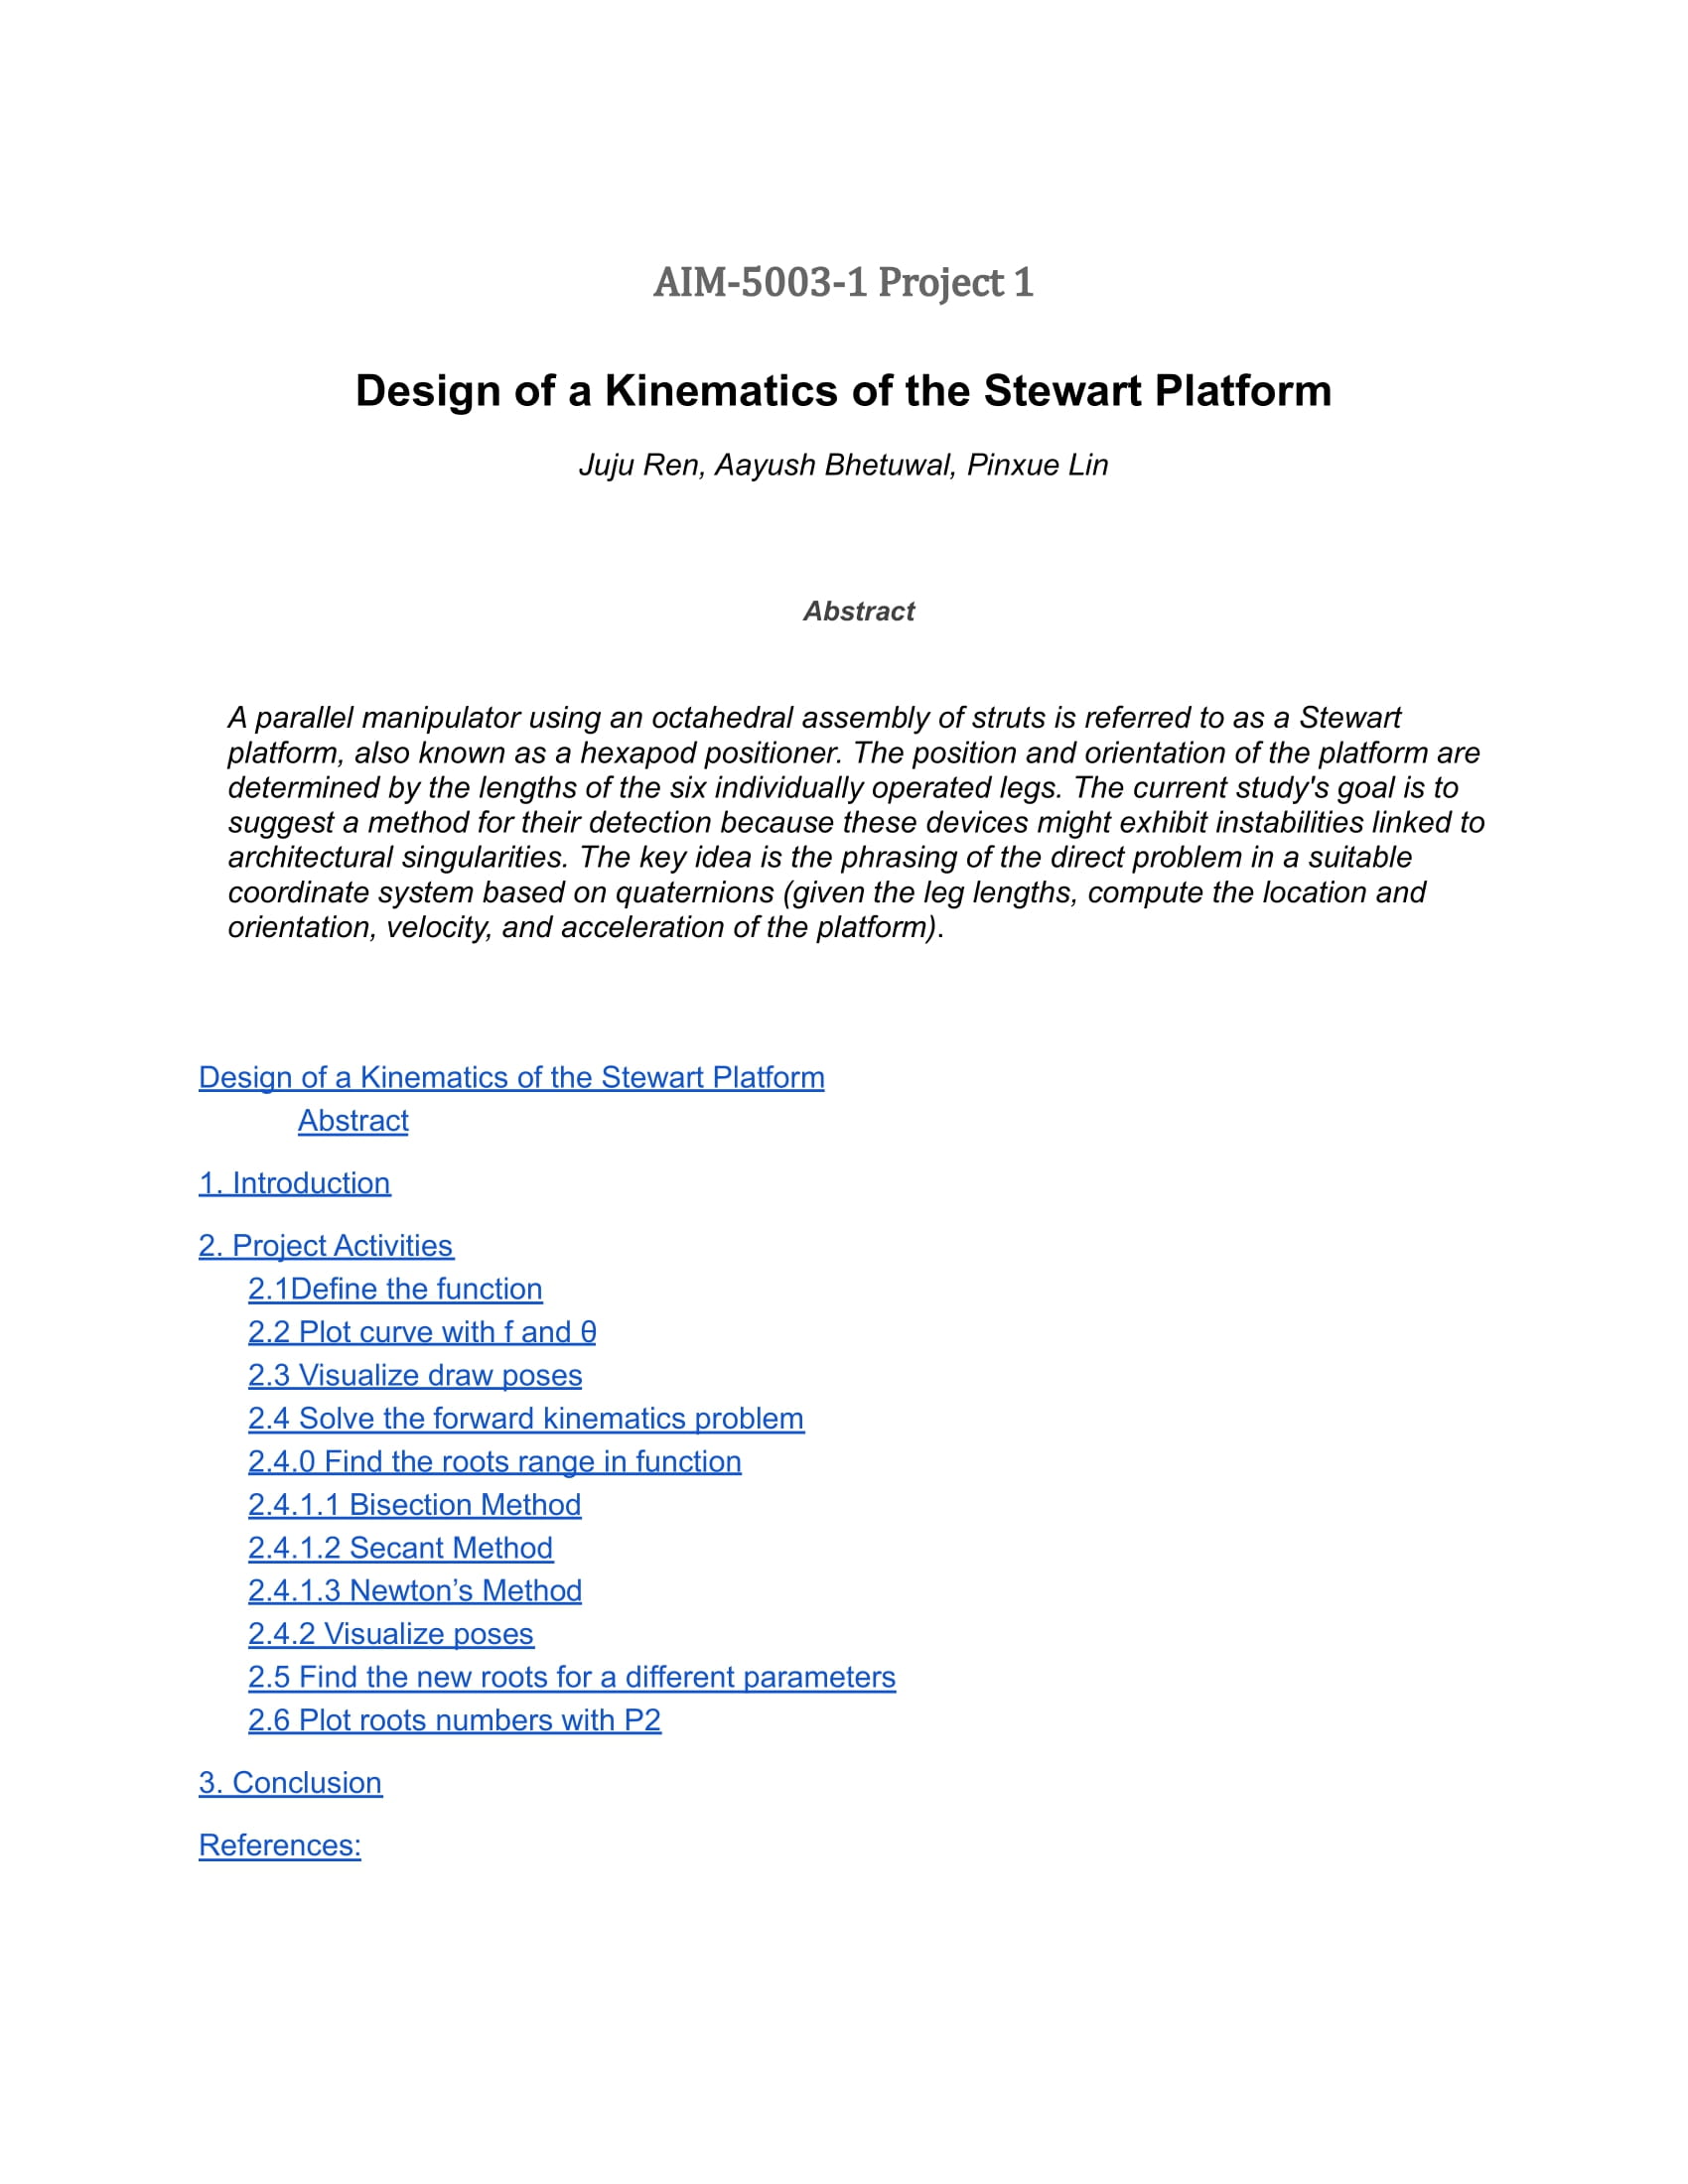 AIM-5003-1 Project 1
Design of a Kinematics of the Stewart Platform
Juju Ren, Aayush Bhetuwal, Pinxue Lin
Abstract
A parallel manipulator using an octahedral assembly of struts is referred to as a Stewart
platform, also known as a hexapod positioner. The position and orientation of the platform are
determined by the lengths of the six individually operated legs. The current study's goal is to
suggest a method for their detection because these devices might exhibit instabilities linked to
architectural singularities. The key idea is the phrasing of the direct problem in a suitable
coordinate system based on quaternions (given the leg lengths, compute the location and
orientation, velocity, and acceleration of the platform).
Design of a Kinematics of the Stewart Platform
Abstract
1. Introduction
2. Project Activities
2.1Define the function
2.2 Plot curve with f and θ
2.3 Visualize draw poses
2.4 Solve the forward kinematics problem
2.4.0 Find the roots range in function
2.4.1.1 Bisection Method
2.4.1.2 Secant Method
2.4.1.3 Newton’s Method
2.4.2 Visualize poses
2.5 Find the new roots for a different parameters
2.6 Plot roots numbers with P2
3. Conclusion
References: